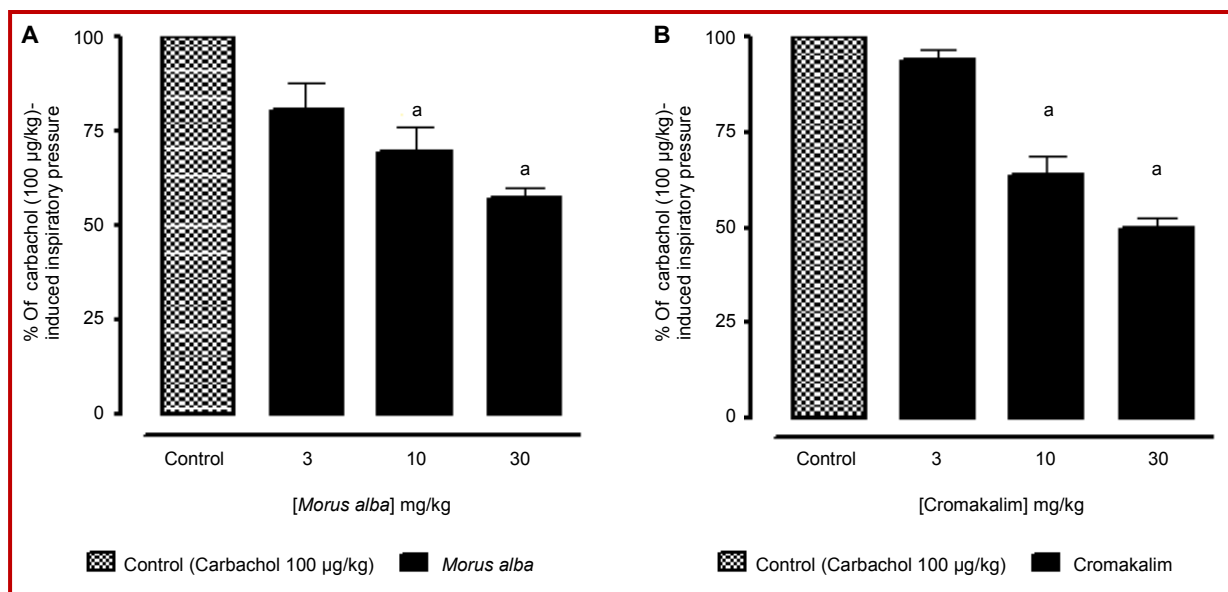 A
% Of carbachol (100 µg/kg)-
induced inspiratory pressure
100
75
50
25
0
a
a
Control
3
10
30
[Morus alba] mg/kg
Control (Carbachol 100 µg/kg)
Morus alba
B
% Of carbachol (100 µg/kg)-
induced inspiratory pressure
100
75
50
25
0
a
a
Control
3
10
30
[Cromakalim] mg/kg
Control (Carbachol 100 µg/kg)
Cromakalim